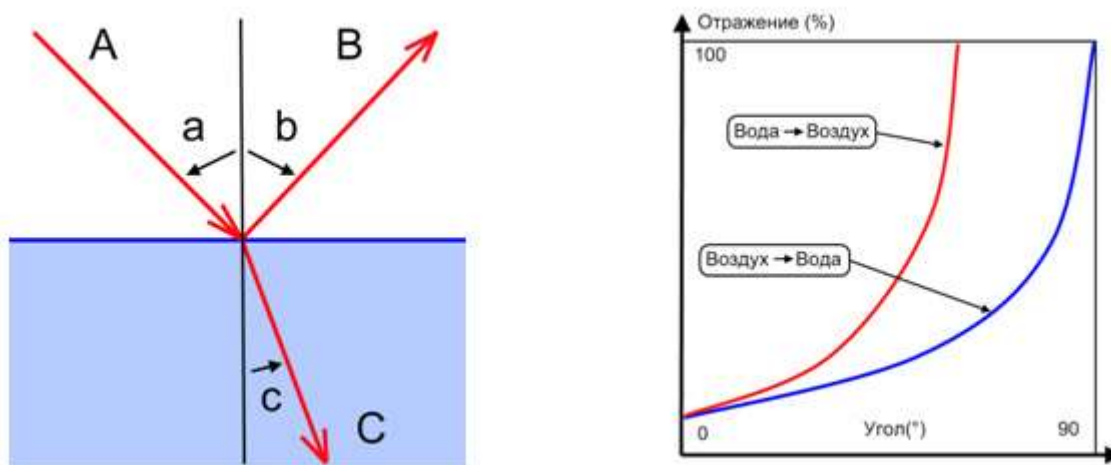 A
B
a
b
c
C
Отражение (%)
100
Вода → Воздух
Воздух → Вода
0
Угол(°)
90